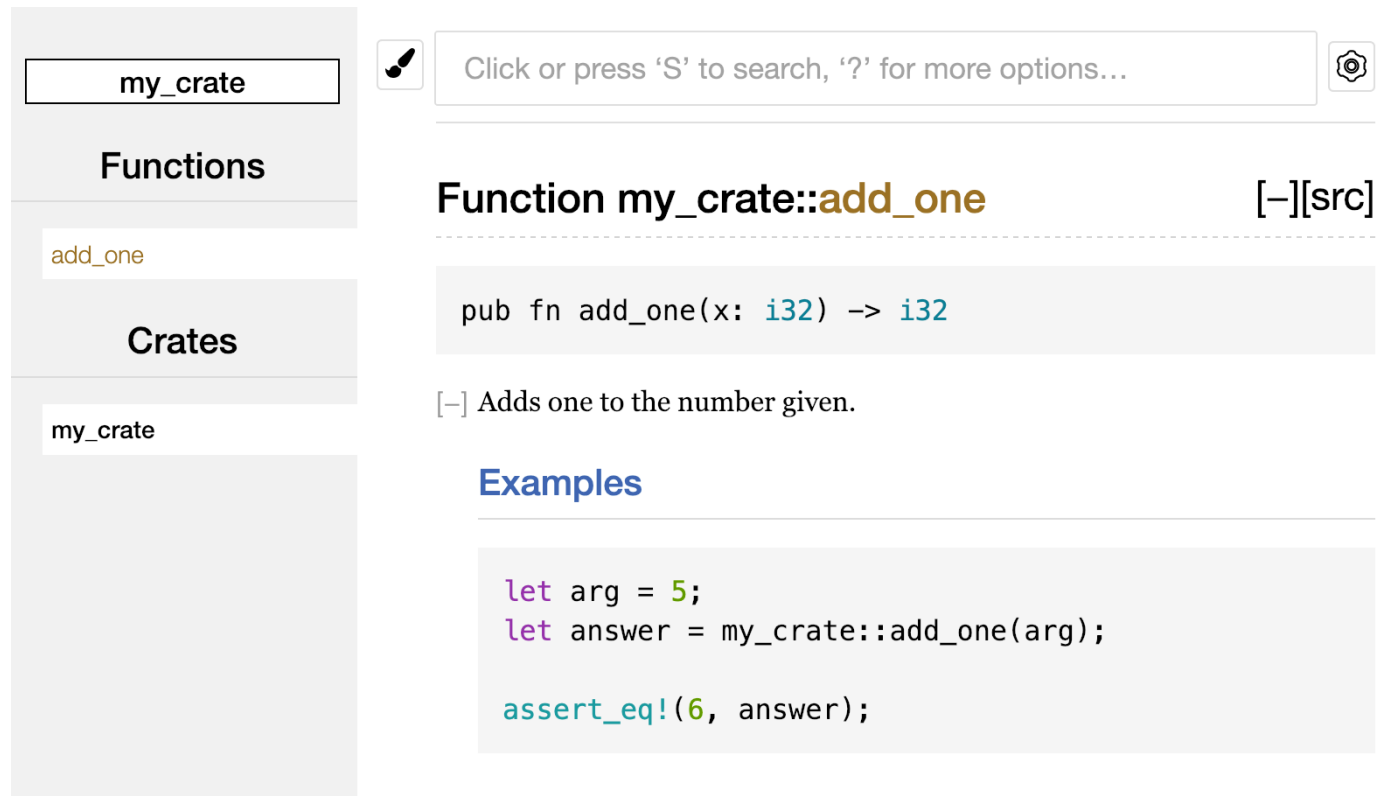 my_crate
Functions
add_one
Crates
my_crate
Click or press ‘S’ to search, ‘?’ for more options…
Function my_crate::add_one [−][src]
pub fn add_one(x: i32) -> i32
[−] Adds one to the number given.
Examples
let arg = 5;
let answer = my_crate::add_one(arg);
assert_eq!(6, answer);